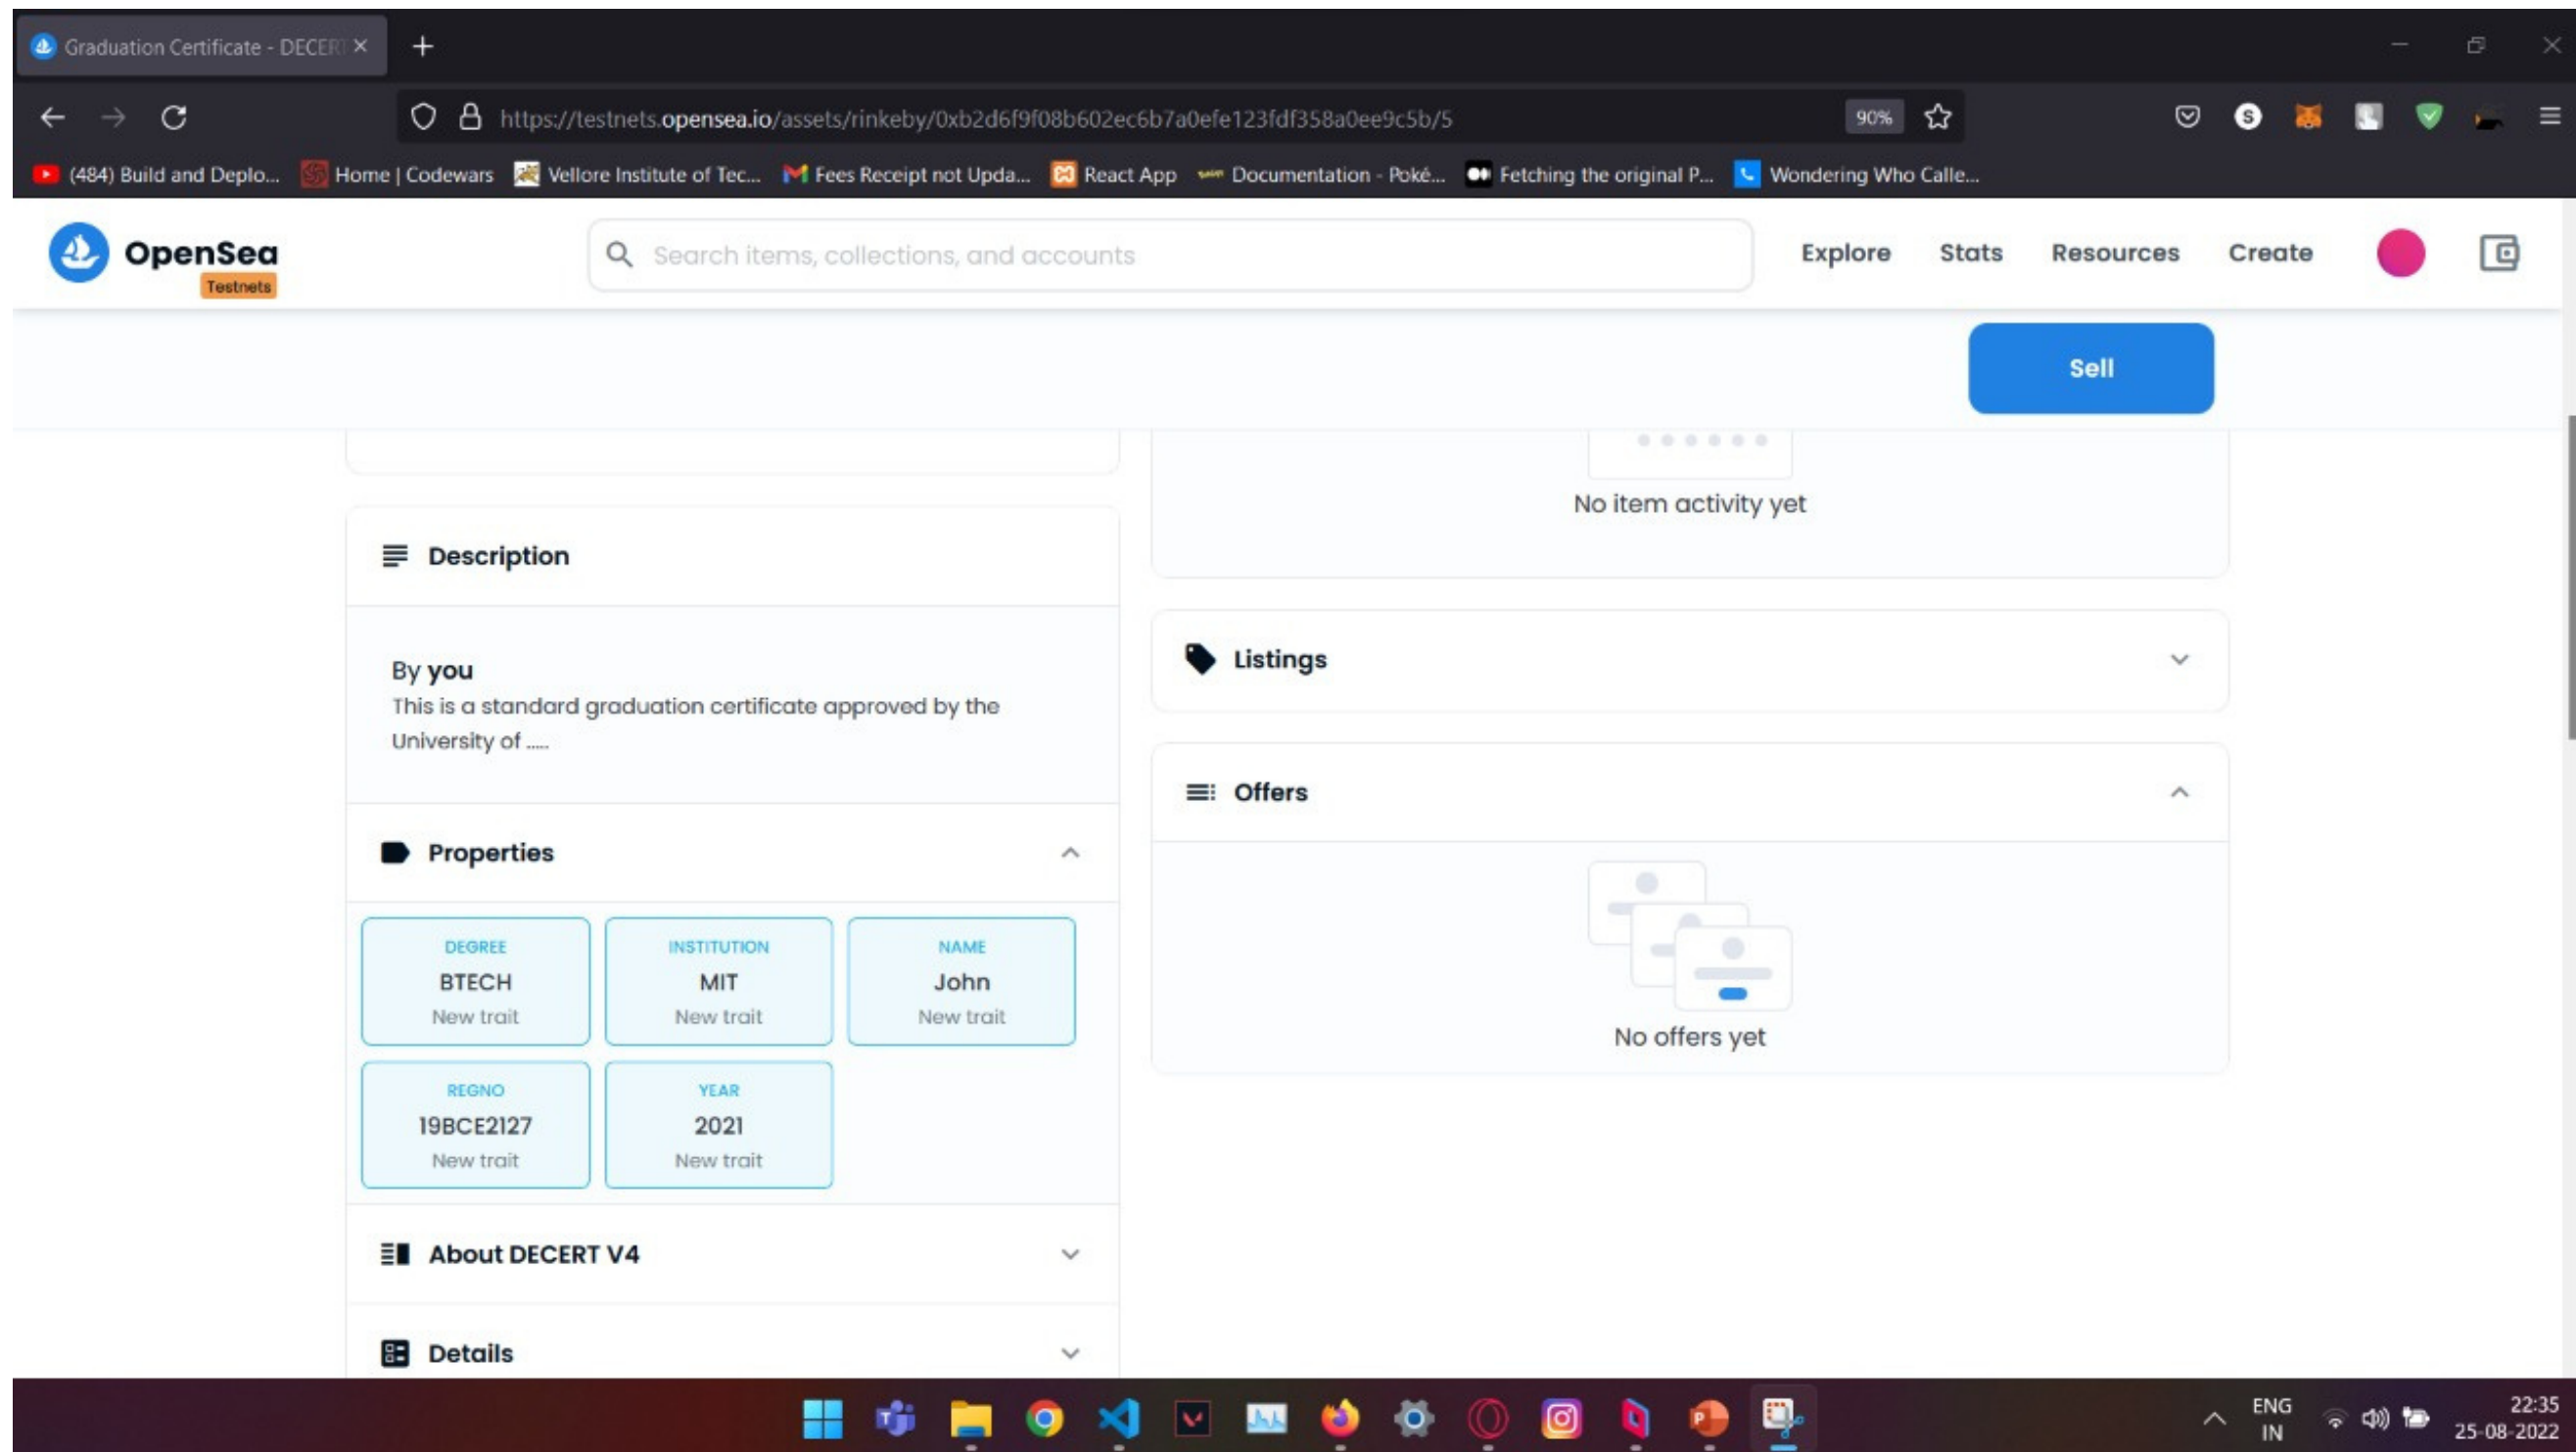 Graduation Certificate - DECERT
https://testnets.opensea.io/assets/rinkeby/0xb2d6f9f08b602ec6b7a0efe123fdf358a0ee9c5b/5
90%
S
(484) Build and Deplo...
Home | Codewars
Vellore Institute of Tec...
Fees Receipt not Upda...
React App
Documentation - Poké...
Fetching the original P...
Wondering Who Calle...
OpenSea
Testnets
Search items, collections, and accounts
Explore
Stats
Resources
Create
Sell
No item activity yet
Description
By you
This is a standard graduation certificate approved by the
University of .....
Listings
Offers
No offers yet
Properties
DEGREE
BTECH
New trait
INSTITUTION
MIT
New trait
NAME
John
New trait
REGNO
19BCE2127
New trait
YEAR
2021
New trait
About DECERT V4
Details
ENG
IN
22:35
25-08-2022